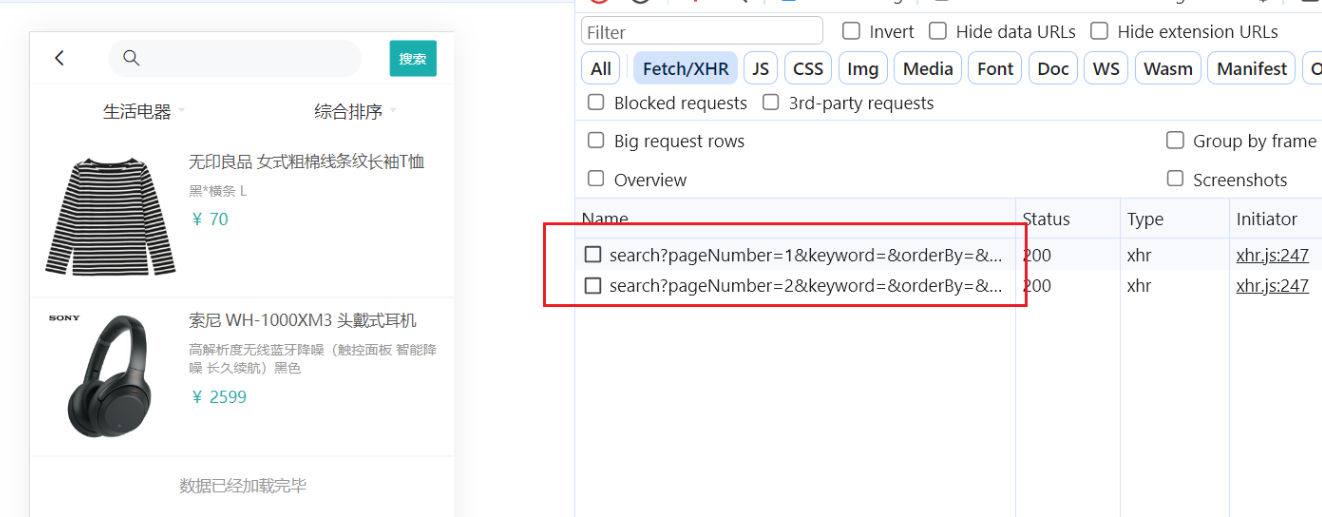 搜索
生活电器
综合排序
无印良品 女式粗棉线条纹长袖T恤
黑*横条 L
￥ 70
SONY
索尼 WH-1000XM3 头戴式耳机
高解析度无线蓝牙降噪（触控面板 智能降
噪 长久续航）黑色
￥ 2599
数据已经加载完毕
Filter
Invert
Hide data URLs
Hide extension URLs
All
Fetch/XHR
JS
CSS
Img
Media
Font
Doc
WS
Wasm
Manifest
Blocked requests
3rd-party requests
Big request rows
Group by frame
Overview
Screenshots
Name Status Type Initiator
search?pageNumber=1&keyword=&orderBy=&... 200 xhr xhr.js:247
search?pageNumber=2&keyword=&orderBy=&... 200 xhr xhr.js:247